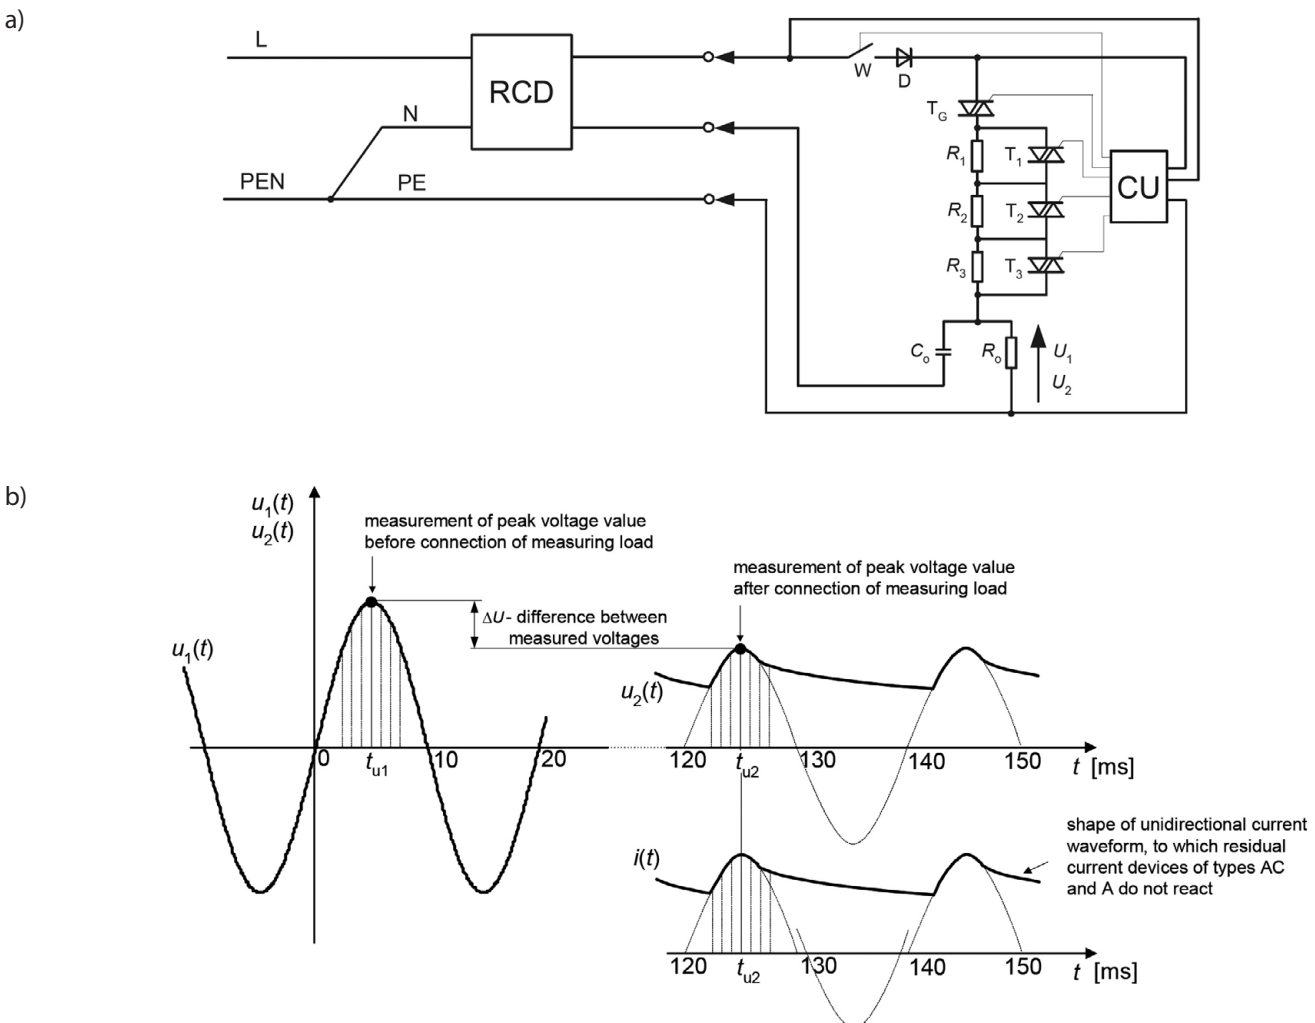 a)
L
RCD
N
PEN
PE
W
D
T_G
R_1
T_1
R_2
T_2
R_3
T_3
CU
C_o
R_o
U_1
U_2
b)
u_1(t)
u_2(t)
measurement of peak voltage value
before connection of measuring load
measurement of peak voltage value
after connection of measuring load
ΔU- difference between
measured voltages
u_1(t)
u_2(t)
0
t_u1
10
20
120
t_u2
130
140
150
t [ms]
shape of unidirectional current
waveform, to which residual
current devices of types AC
and A do not react
i(t)
120
t_u2
130
140
150
t [ms]